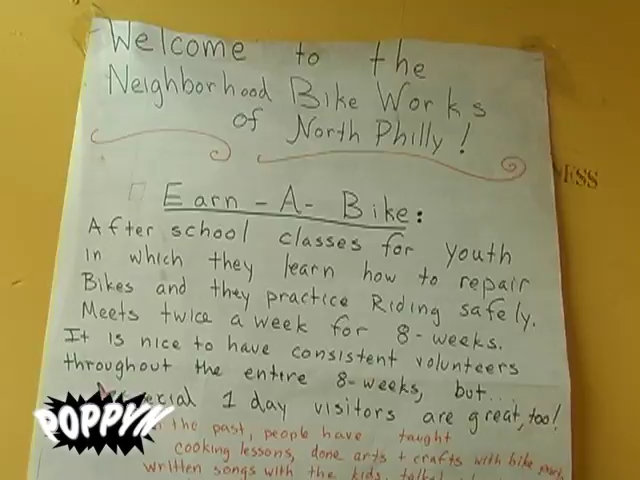 Welcome to the
Neighborhood Bike Works
of North Philly!
Earn-A-Bike:
After school classes for youth
in which they learn how to repair
Bikes and they practice Riding safely.
Meets twice a week for 8-weeks.
It is nice to have consistent volunteers
throughout the entire 8-weeks, but...
1 day visitors are great, too!
the past, people have taught
cooking lessons, done arts + crafts with bike
written songs with the kids,
POPPYN